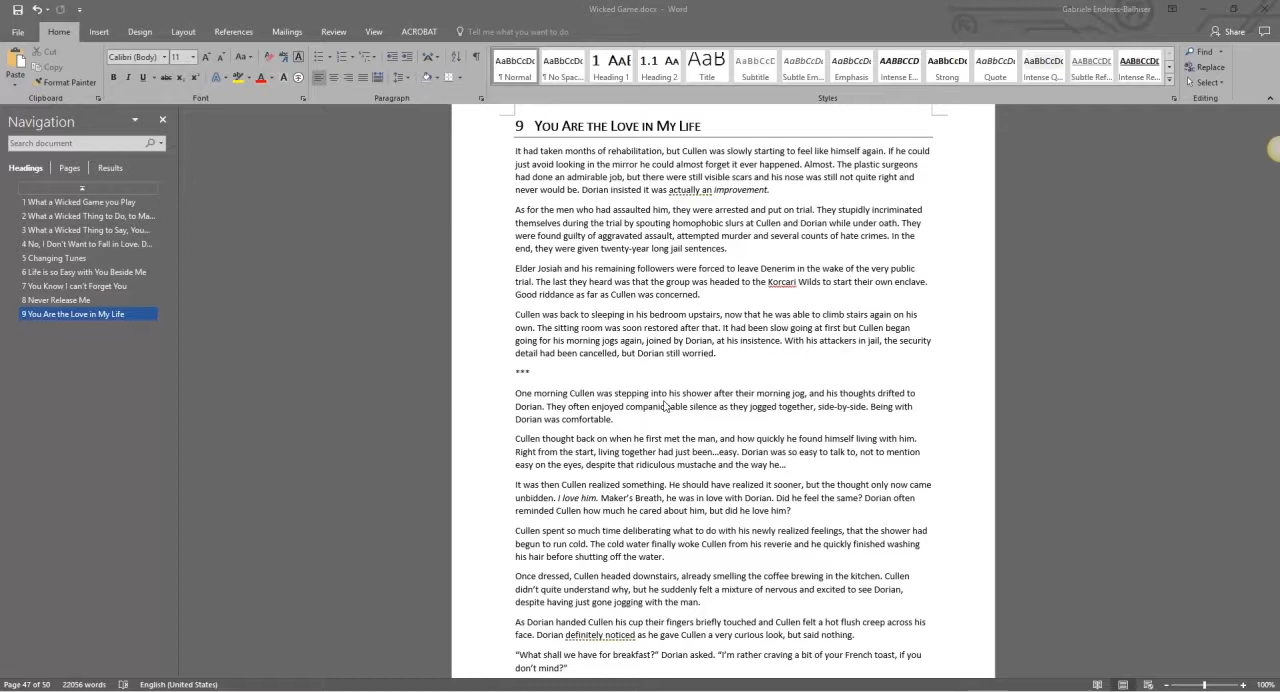 Wicked Game.docx - Word
Gabriele Endress-Balhiser
File Home Insert Design Layout References Mailings Review View ACROBAT Tell me what you want to do Share
Paste
Cut
Copy
Format Painter
Clipboard
Calibri (Body) 11
Font
Paragraph
AaBbCcDc AaBbCcDc 1 AaE 1.1 Aa AaB AaBbCcC AaBbCcDc AaBbCcDc AABBCCD AaBbCcDc AaBbCcDc AaBbCcDc AaBbCcDc AaBbCcDc
¶ Normal ¶ No Spac... Heading 1 Heading 2 Title Subtitle Subtle Em... Emphasis Intense E... Strong Quote Intense Q... Subtle Ref... Intense Re...
Styles
Find
Replace
Select
Editing
Navigation
Search document
Headings Pages Results
1 What a Wicked Game you Play
2 What a Wicked Thing to Do, to Ma...
3 What a Wicked Thing to Say, You...
4 No, I Don't Want to Fall in Love. D...
5 Changing Tunes
6 Life is so Easy with You Beside Me
7 You Know I can't Forget You
8 Never Release Me
9 You Are the Love in My Life
9 You Are the Love in My Life
It had taken months of rehabilitation, but Cullen was slowly starting to feel like himself again. If he could
just avoid looking in the mirror he could almost forget it ever happened. Almost. The plastic surgeons
had done an admirable job, but there were still visible scars and his nose was still not quite right and
never would be. Dorian insisted it was actually an improvement.
As for the men who had assaulted him, they were arrested and put on trial. They stupidly incriminated
themselves during the trial by spouting homophobic slurs at Cullen and Dorian while under oath. They
were found guilty of aggravated assault, attempted murder and several counts of hate crimes. In the
end, they were given twenty-year long jail sentences.
Elder Josiah and his remaining followers were forced to leave Denerim in the wake of the very public
trial. The last they heard was that the group was headed to the Korcari Wilds to start their own enclave.
Good riddance as far as Cullen was concerned.
Cullen was back to sleeping in his bedroom upstairs, now that he was able to climb stairs again on his
own. The sitting room was soon restored after that. It had been slow going at first but Cullen began
going for his morning jogs again, joined by Dorian, at his insistence. With his attackers in jail, the security
detail had been cancelled, but Dorian still worried.
***
One morning Cullen was stepping into his shower after their morning jog, and his thoughts drifted to
Dorian. They often enjoyed companionable silence as they jogged together, side-by-side. Being with
Dorian was comfortable.
Cullen thought back on when he first met the man, and how quickly he found himself living with him.
Right from the start, living together had just been...easy. Dorian was so easy to talk to, not to mention
easy on the eyes, despite that ridiculous mustache and the way he...
It was then Cullen realized something. He should have realized it sooner, but the thought only now came
unbidden. I love him. Maker's Breath, he was in love with Dorian. Did he feel the same? Dorian often
reminded Cullen how much he cared about him, but did he love him?
Cullen spent so much time deliberating what to do with his newly realized feelings, that the shower had
begun to run cold. The cold water finally woke Cullen from his reverie and he quickly finished washing
his hair before shutting off the water.
Once dressed, Cullen headed downstairs, already smelling the coffee brewing in the kitchen. Cullen
didn't quite understand why, but he suddenly felt a mixture of nervous and excited to see Dorian,
despite having just gone jogging with the man.
As Dorian handed Cullen his cup their fingers briefly touched and Cullen felt a hot flush creep across his
face. Dorian definitely noticed as he gave Cullen a very curious look, but said nothing.
“What shall we have for breakfast?” Dorian asked. “I'm rather craving a bit of your French toast, if you
don't mind?”
Page 47 of 50 22056 words English (United States) 100%